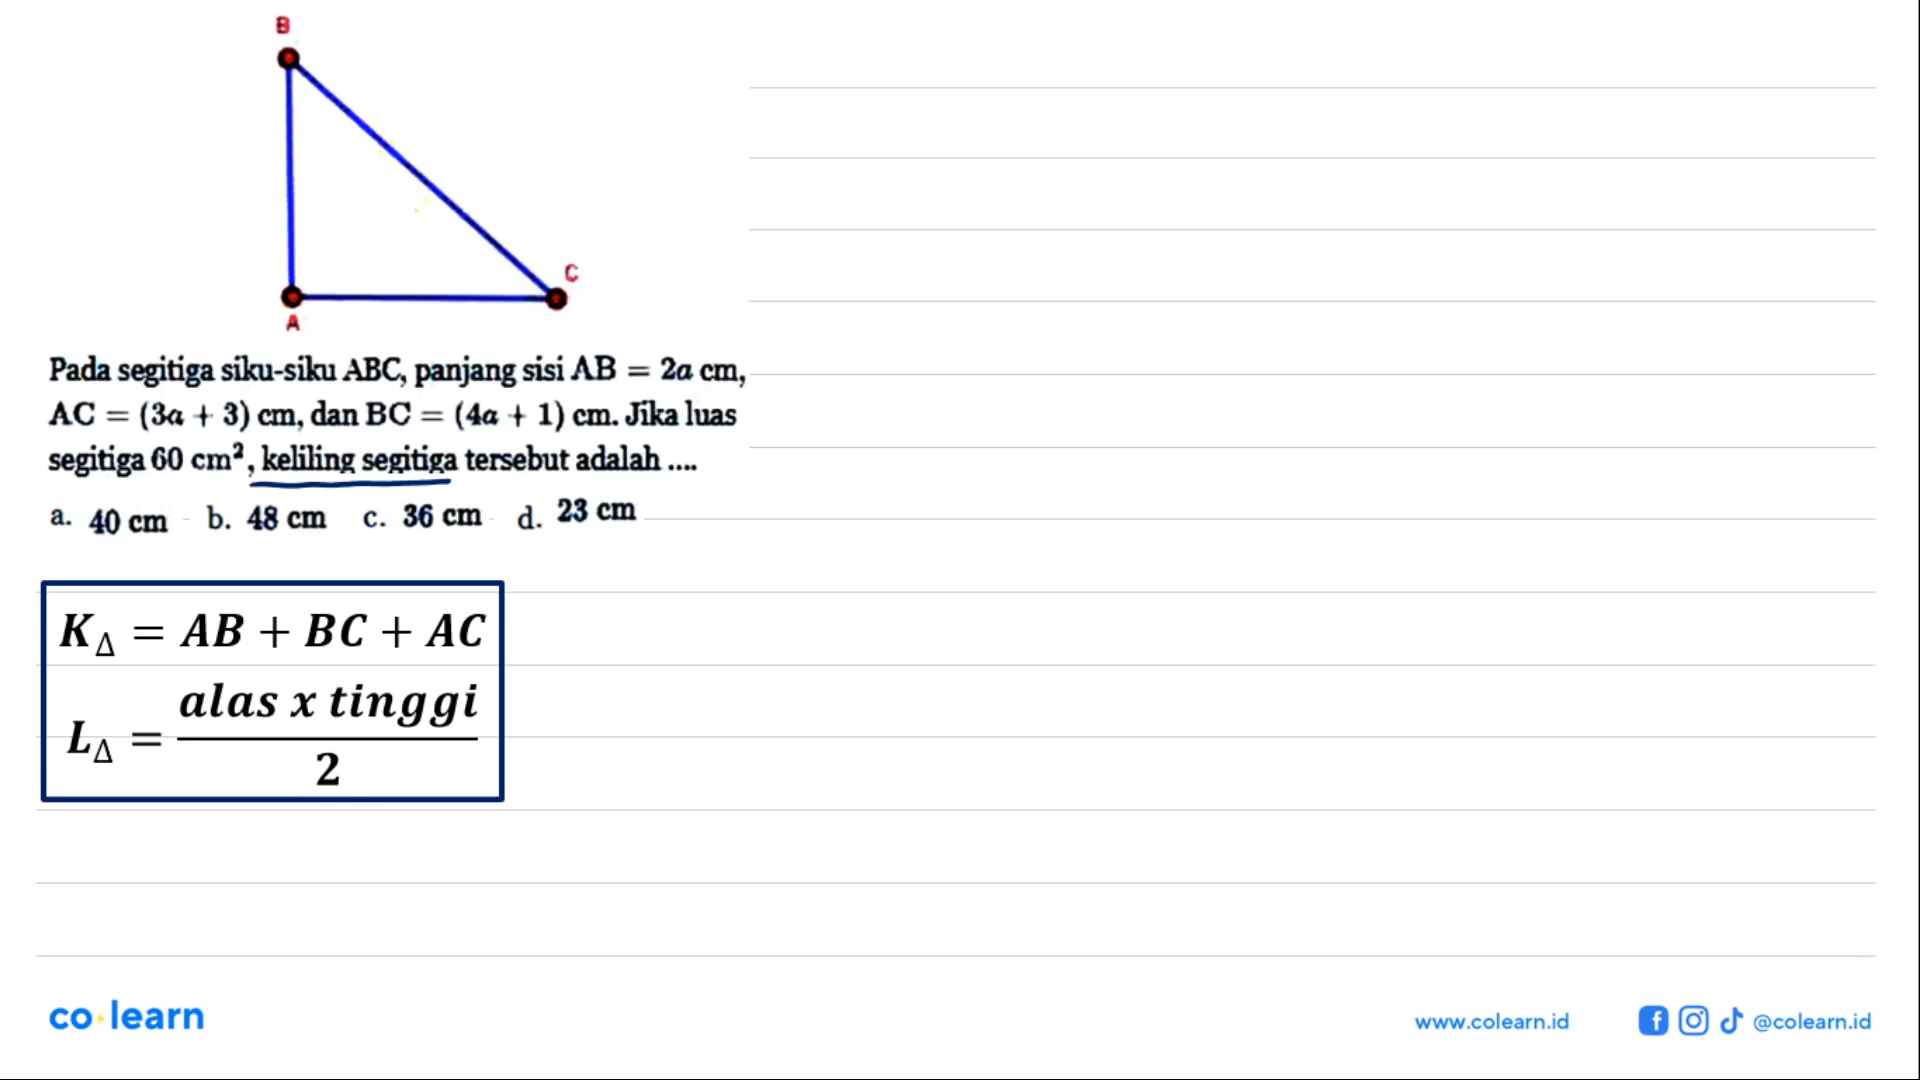 B
C
A
Pada segitiga siku-siku ABC, panjang sisi AB = 2a cm,
AC = (3a + 3) cm, dan BC = (4a + 1) cm. Jika luas
segitiga 60 cm², keliling segitiga tersebut adalah ....
a. 40 cm b. 48 cm c. 36 cm d. 23 cm
K△ = AB + BC + AC
L△ = alas x tinggi / 2
co learn
www.colearn.id @colearn.id